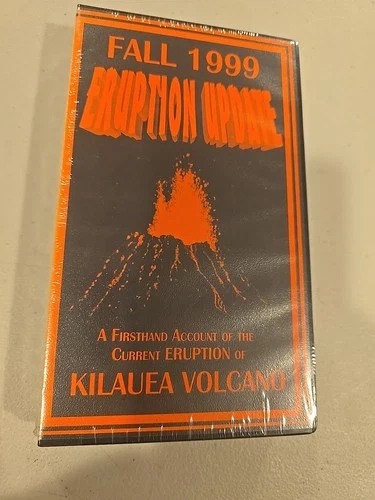 FALL 1999
ERUPTION UPDATE
A FIRSTHAND ACCOUNT OF THE
CURRENT ERUPTION OF
KILAUEA VOLCANO